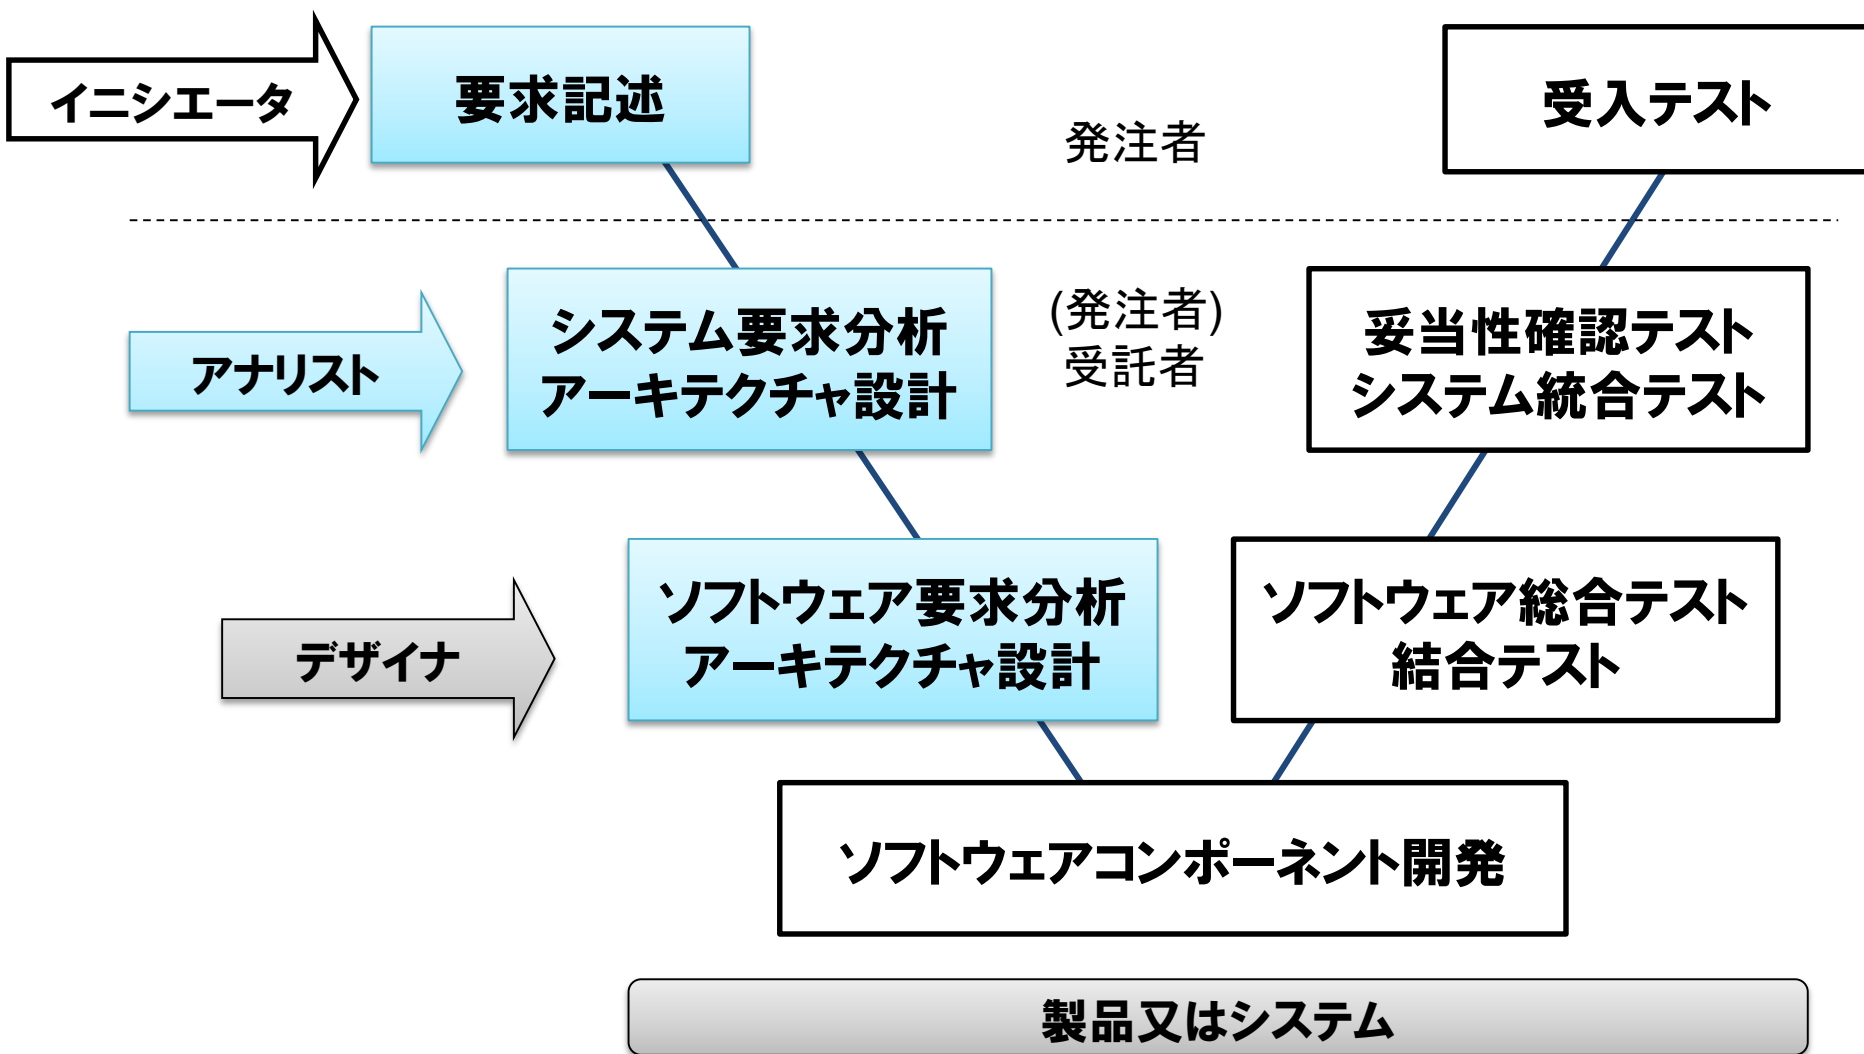 イニシエータ
要求記述
発注者
受入テスト
アナリスト
システム要求分析
アーキテクチャ設計
(発注者)
受託者
妥当性確認テスト
システム統合テスト
デザイナ
ソフトウェア要求分析
アーキテクチャ設計
ソフトウェア総合テスト
結合テスト
ソフトウェアコンポーネント開発
製品又はシステム